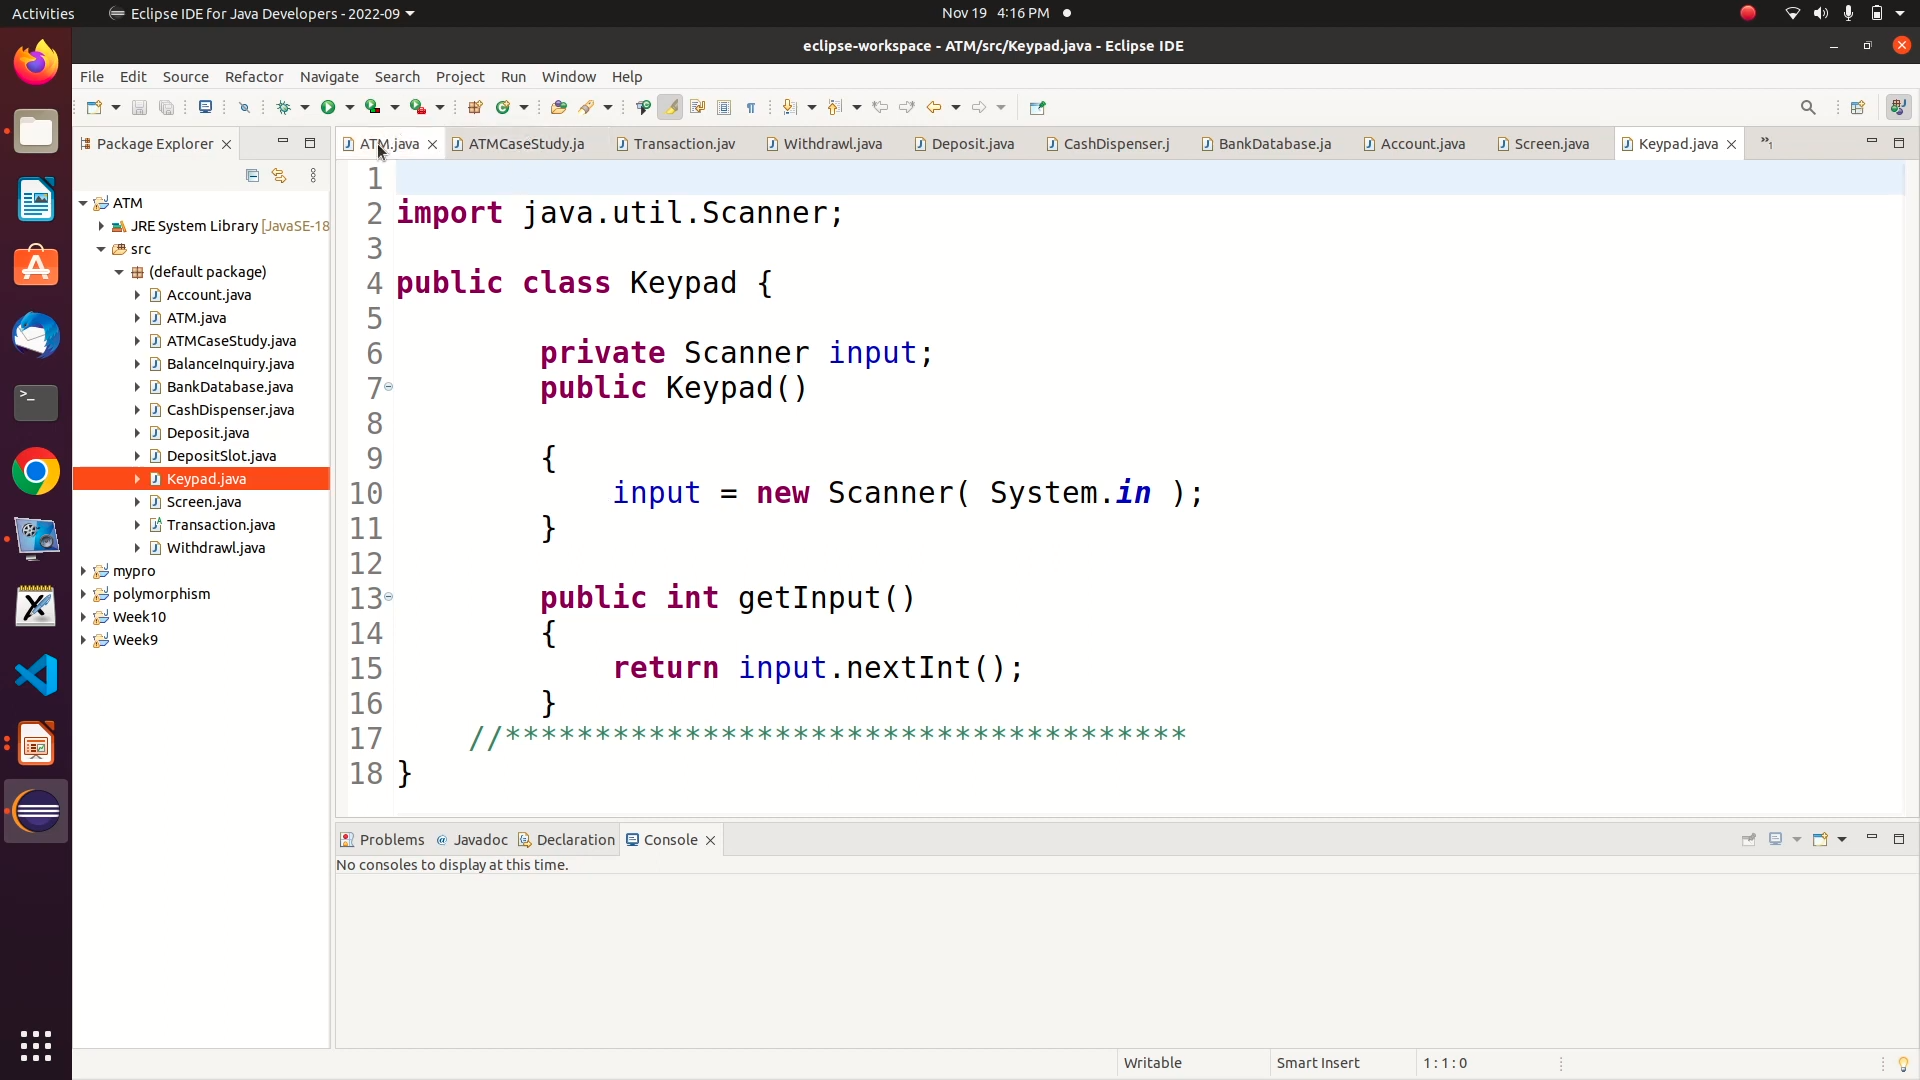 Activities Eclipse IDE for Java Developers - 2022-09 Nov 19 4:16 PM
eclipse-workspace - ATM/src/Keypad.java - Eclipse IDE
File Edit Source Refactor Navigate Search Project Run Window Help
Package Explorer
ATM.java ATMCaseStudy.ja Transaction.jav Withdrawl.java Deposit.java CashDispenser.j BankDatabase.ja Account.java Screen.java Keypad.java »1
ATM
JRE System Library [JavaSE-18
src
(default package)
Account.java
ATM.java
ATMCaseStudy.java
BalanceInquiry.java
BankDatabase.java
CashDispenser.java
Deposit.java
DepositSlot.java
Keypad.java
Screen.java
Transaction.java
Withdrawl.java
mypro
polymorphism
Week10
Week9
1
2 import java.util.Scanner;
3
4 public class Keypad {
5
6 private Scanner input;
7 public Keypad()
8
9 {
10 input = new Scanner( System.in );
11 }
12
13 public int getInput()
14 {
15 return input.nextInt();
16 }
17 //**************************************
18 }
Problems @ Javadoc Declaration Console
No consoles to display at this time.
Writable Smart Insert 1 : 1 : 0